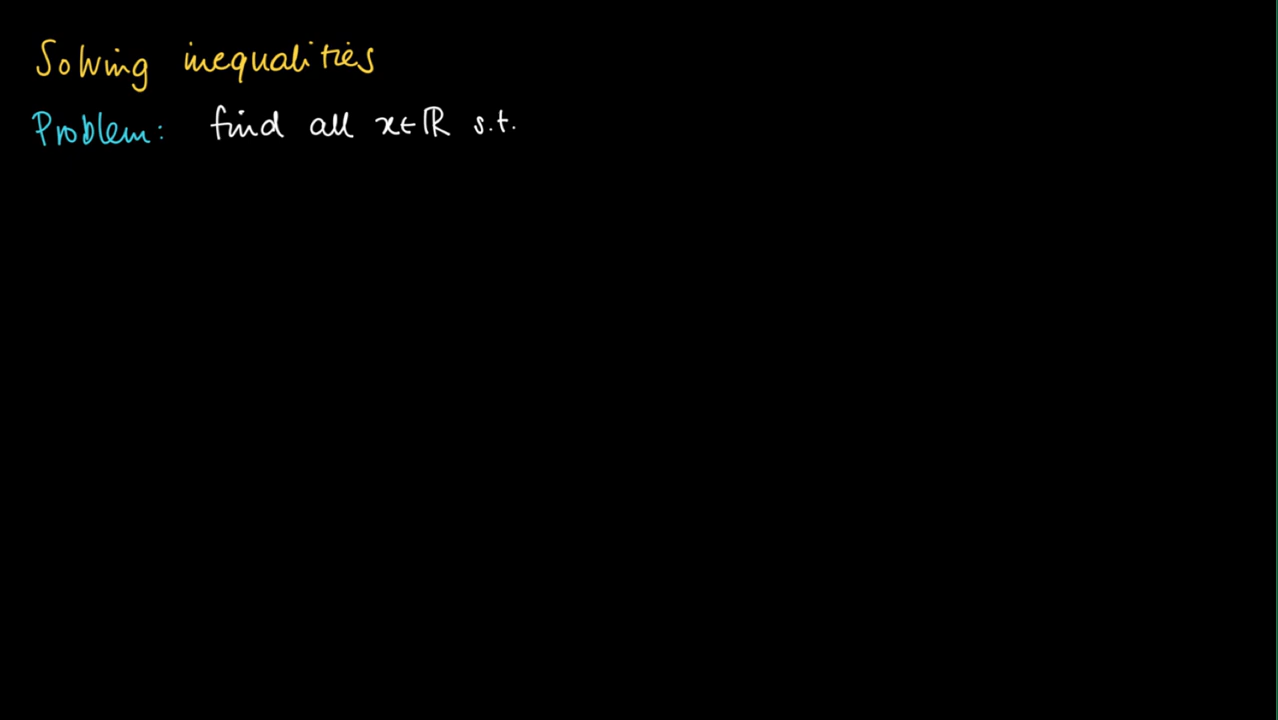 Solving inequalities
Problem: find all x∈ℝ s.t.